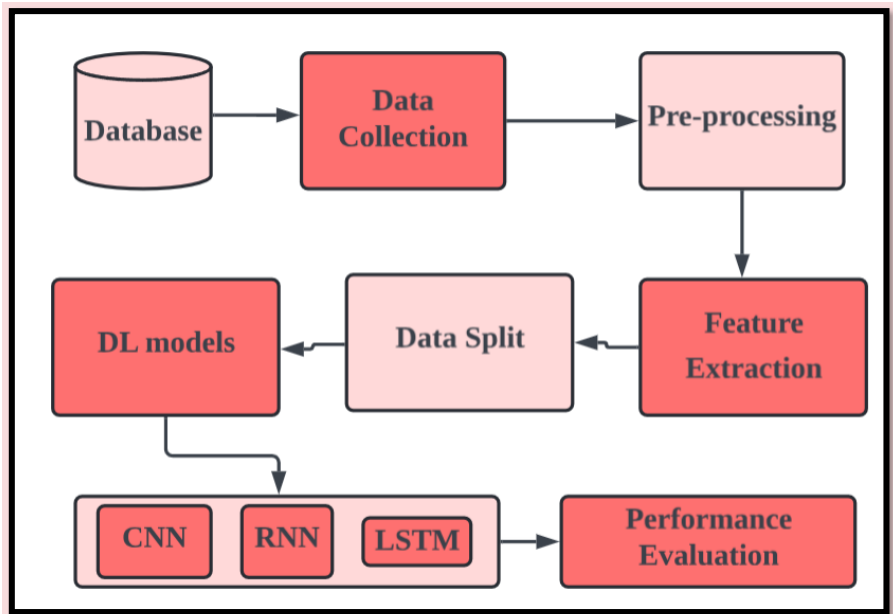 Database
Data
Collection
Pre-processing
Feature
Extraction
Data Split
DL models
CNN
RNN
LSTM
Performance
Evaluation